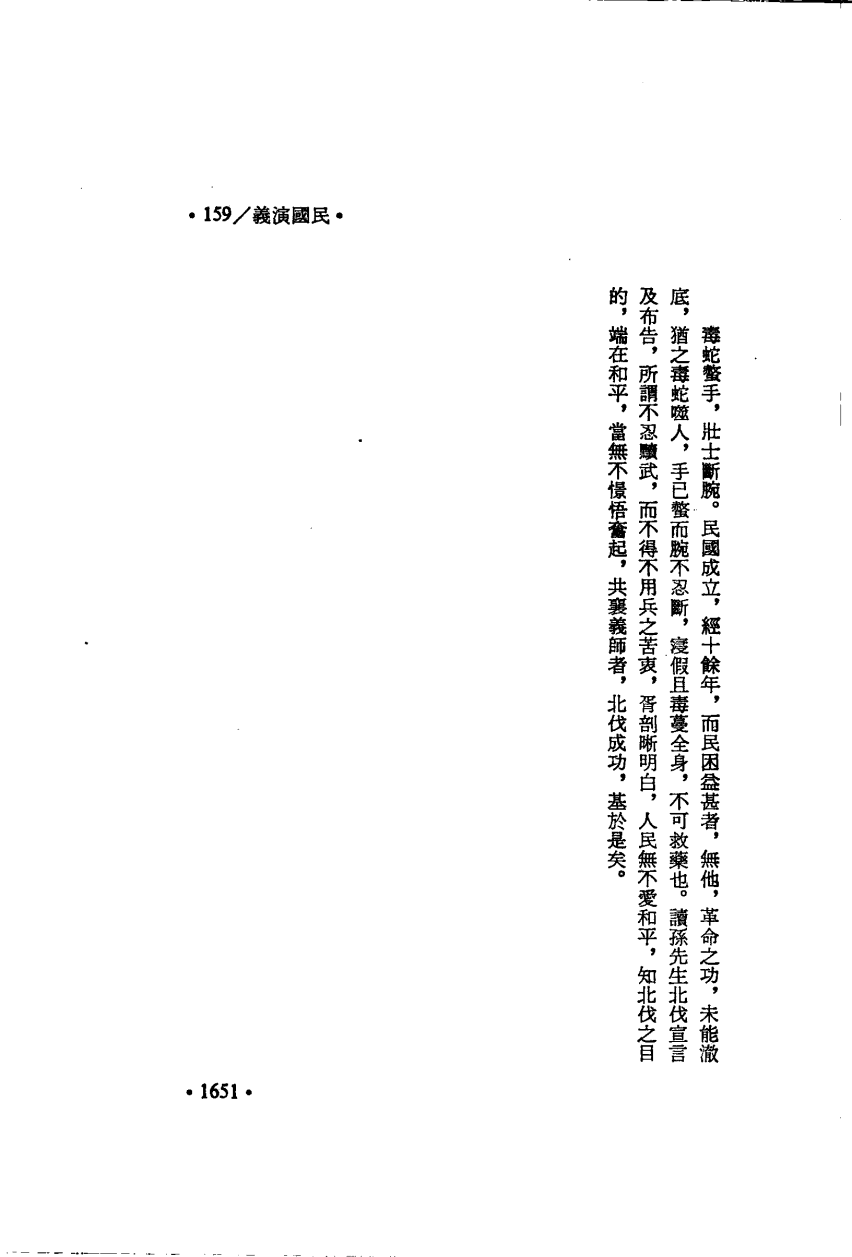 •159/義演國民•
毒蛇螫手，壯士斷腕。民國成立，經十餘年，而民困益甚者，無他，革命之功，未能澈
底，猶之毒蛇噬人，手已螫而腕不忍斷，寖假且毒蔓全身，不可救藥也。讀孫先生北伐宣言
及布告，所謂不忍黷武，而不得不用兵之苦衷，胥剖晰明白，人民無不愛和平，知北伐之目
的，端在和平，當無不憬悟奮起，共襄義師者，北伐成功，基於是矣。
•1651•